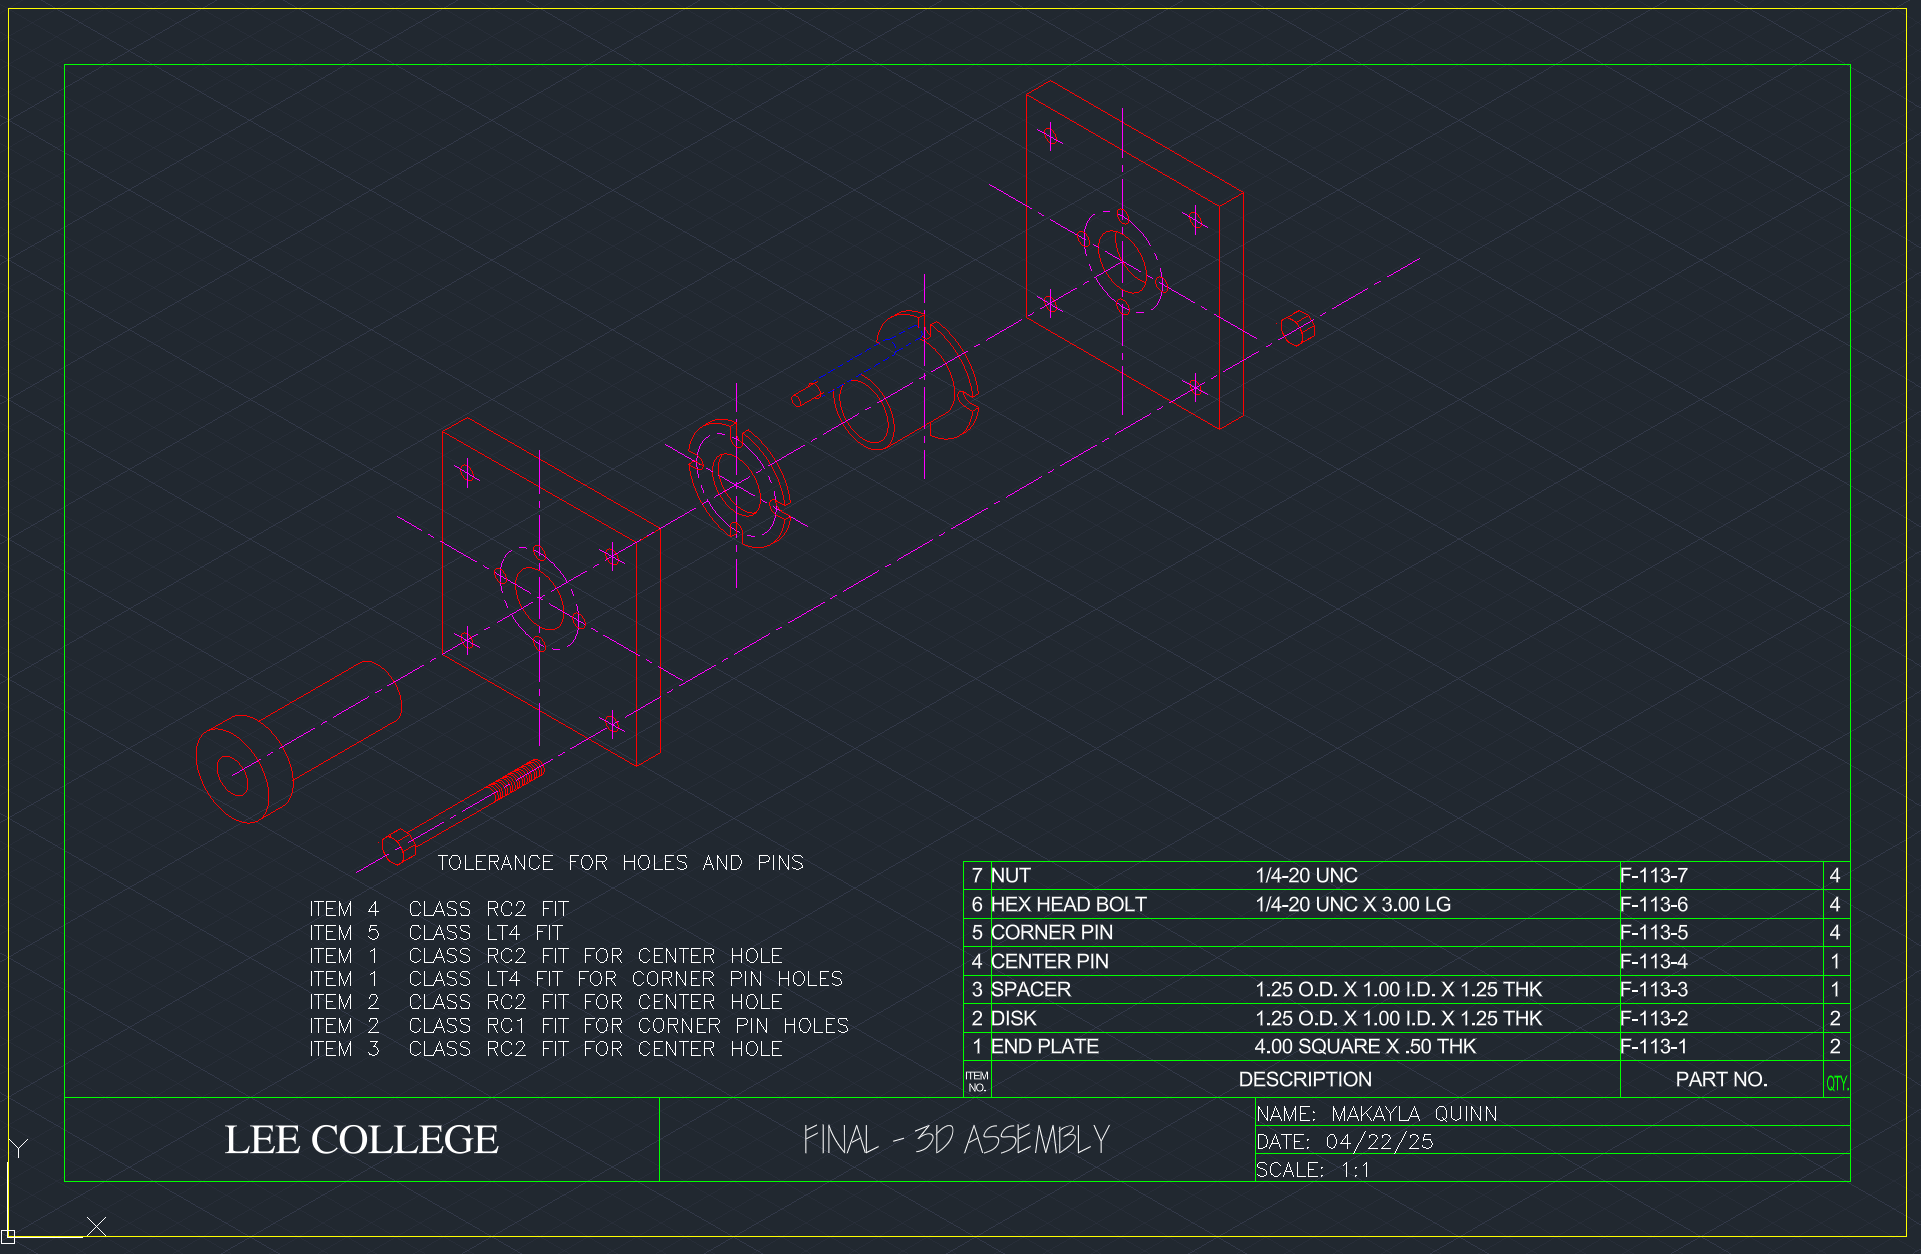 TOLERANCE FOR HOLES AND PINS
ITEM 4 CLASS RC2 FIT
ITEM 5 CLASS LT4 FIT
ITEM 1 CLASS RC2 FIT FOR CENTER HOLE
ITEM 1 CLASS LT4 FIT FOR CORNER PIN HOLES
ITEM 2 CLASS RC2 FIT FOR CENTER HOLE
ITEM 2 CLASS RC1 FIT FOR CORNER PIN HOLES
ITEM 3 CLASS RC2 FIT FOR CENTER HOLE
7 NUT 1/4-20 UNC F-113-7 4
6 HEX HEAD BOLT 1/4-20 UNC X 3.00 LG F-113-6 4
5 CORNER PIN F-113-5 4
4 CENTER PIN F-113-4 1
3 SPACER 1.25 O.D. X 1.00 I.D. X 1.25 THK F-113-3 1
2 DISK 1.25 O.D. X 1.00 I.D. X 1.25 THK F-113-2 2
1 END PLATE 4.00 SQUARE X .50 THK F-113-1 2
ITEM NO. DESCRIPTION PART NO. QTY.
LEE COLLEGE
FINAL - 3D ASSEMBLY
NAME: MAKAYLA QUINN
DATE: 04/22/25
SCALE: 1:1
Y
X